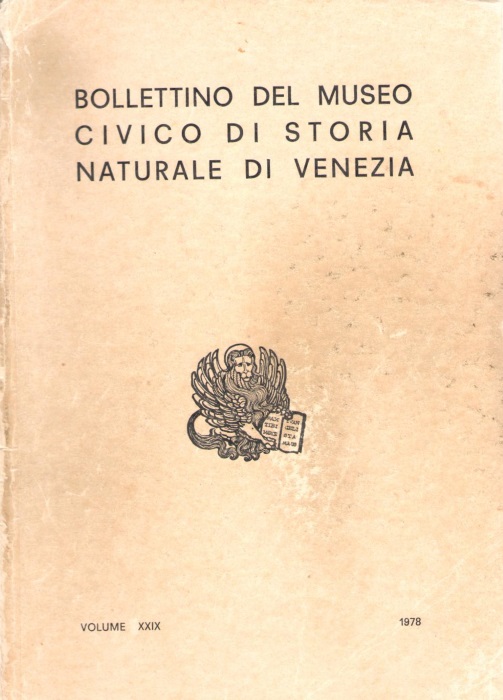 BOLLETTINO DEL MUSEO
CIVICO DI STORIA
NATURALE DI VENEZIA
VOLUME XXIX
1978